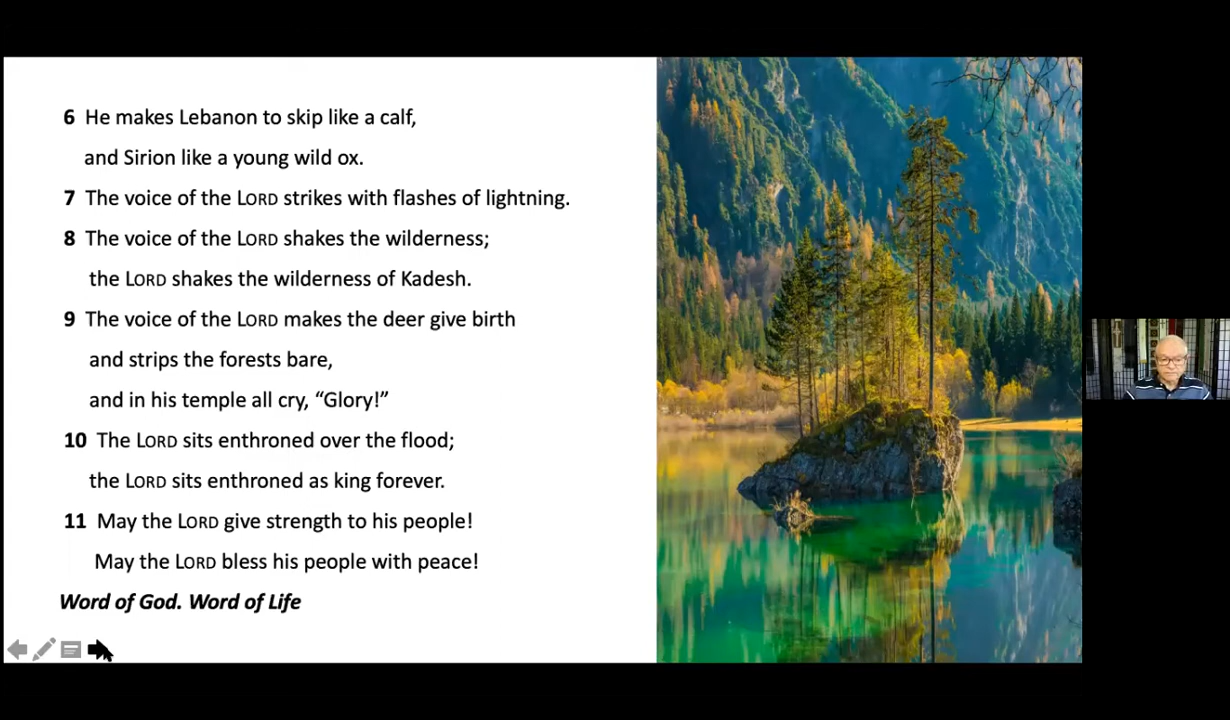 6 He makes Lebanon to skip like a calf,
and Sirion like a young wild ox.
7 The voice of the LORD strikes with flashes of lightning.
8 The voice of the LORD shakes the wilderness;
the LORD shakes the wilderness of Kadesh.
9 The voice of the LORD makes the deer give birth
and strips the forests bare,
and in his temple all cry, “Glory!”
10 The LORD sits enthroned over the flood;
the LORD sits enthroned as king forever.
11 May the LORD give strength to his people!
May the LORD bless his people with peace!
Word of God. Word of Life